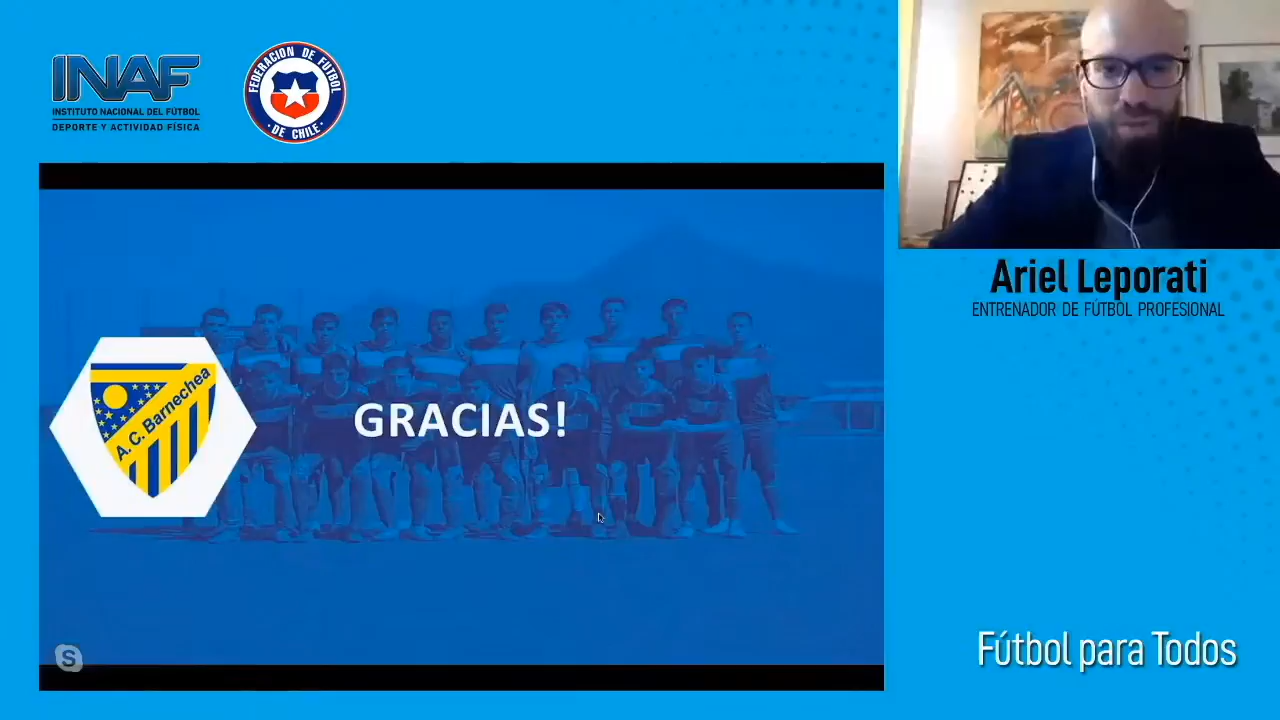 INAF
INSTITUTO NACIONAL DEL FÚTBOL
DEPORTE Y ACTIVIDAD FÍSICA
FEDERACION DE FUTBOL
· DE CHILE ·
A.C. Barnechea
GRACIAS!
S
Ariel Leporati
ENTRENADOR DE FÚTBOL PROFESIONAL
Fútbol para Todos